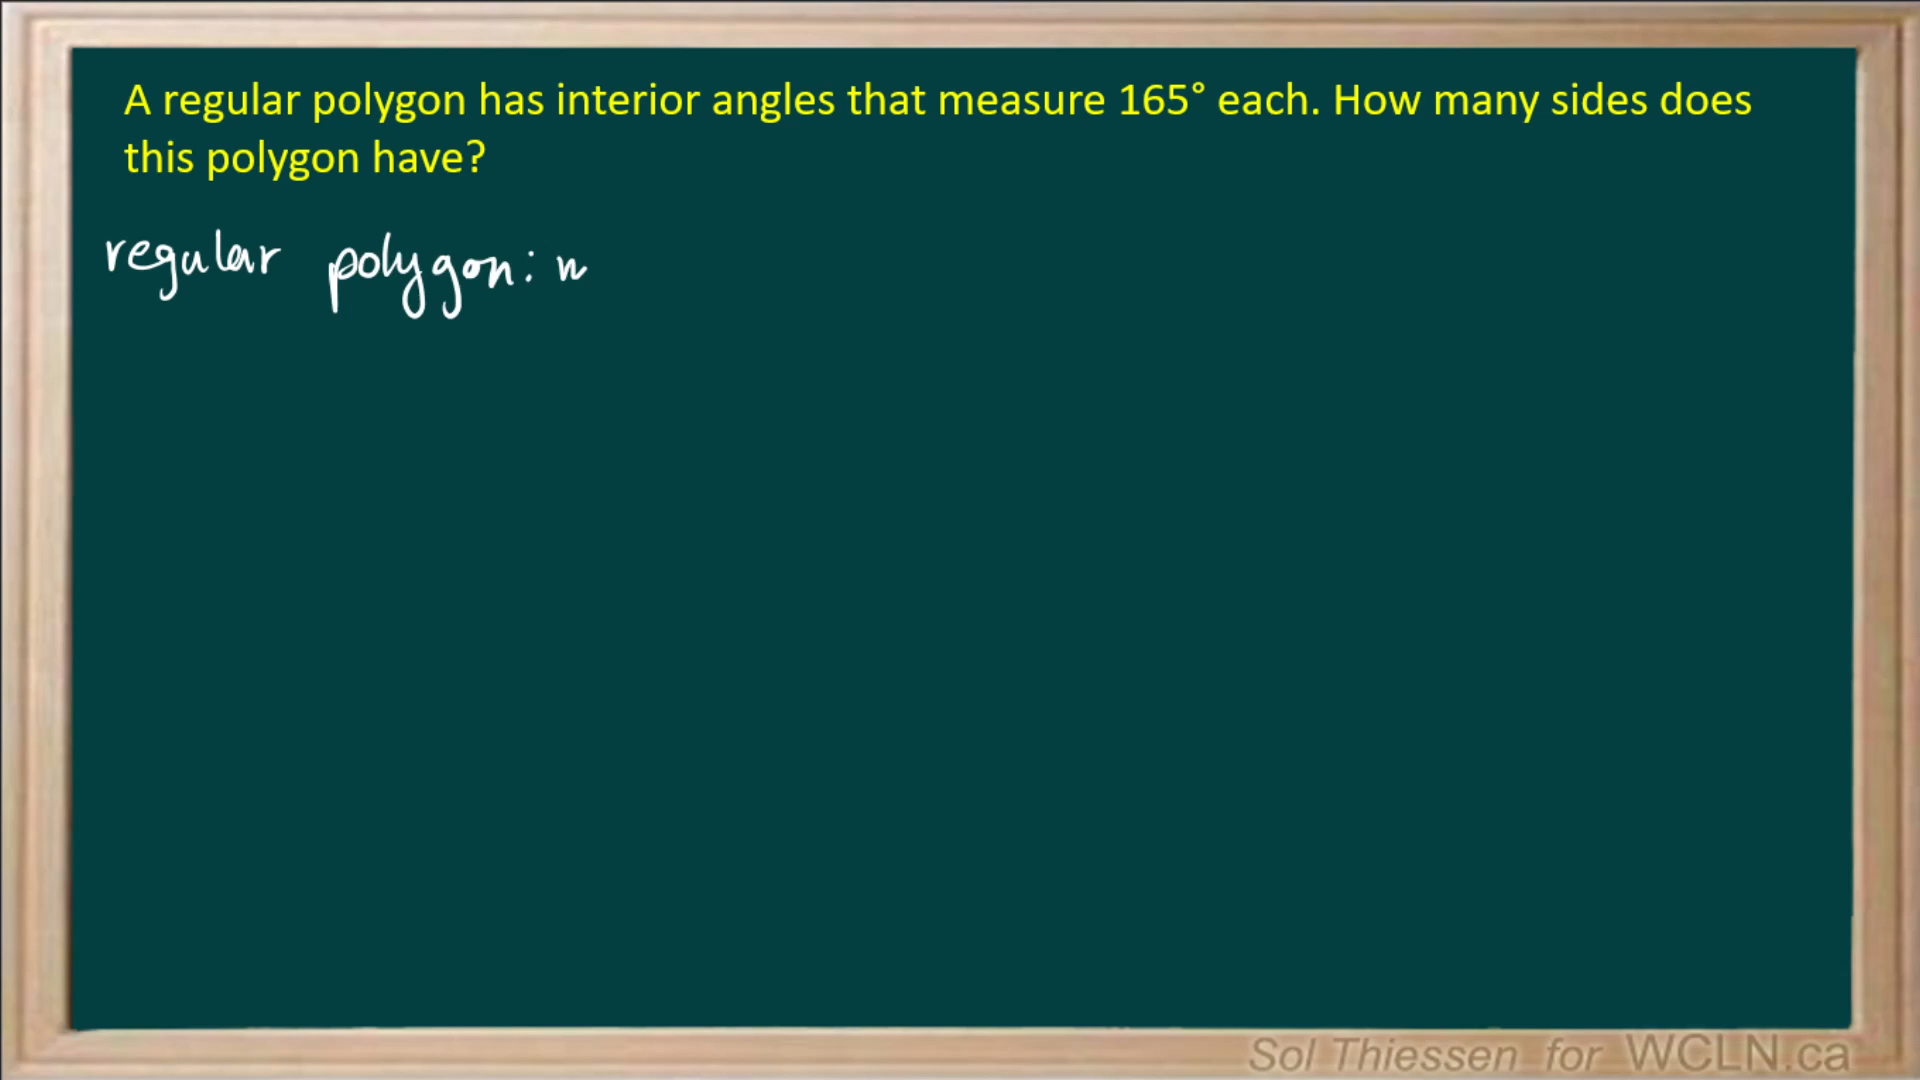 A regular polygon has interior angles that measure 165° each. How many sides does
this polygon have?
regular polygon: n
Sol Thiessen for WCLN.ca